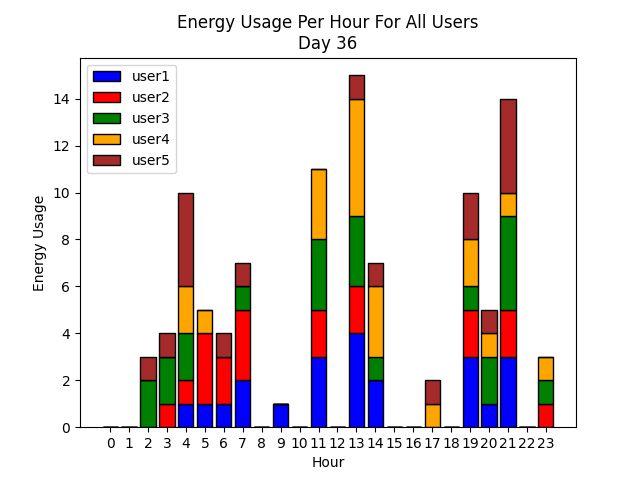 Energy Usage Per Hour For All Users
Day 36
user1
user2
user3
user4
user5
Energy Usage
14
12
10
8
6
4
2
0
0 1 2 3 4 5 6 7 8 9 10 11 12 13 14 15 16 17 18 19 20 21 22 23
Hour